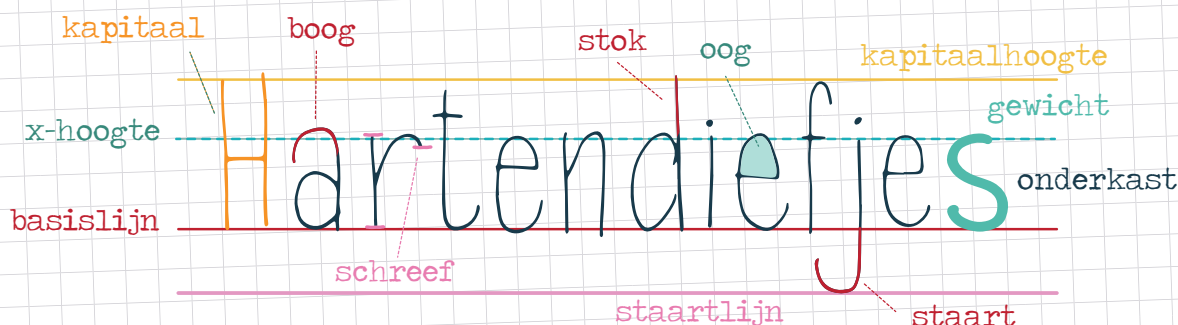 kapitaal
boog
stok
oog
kapitaalhoogte
gewicht
x-hoogte
Hartendiefjes
onderkast
basislijn
schreef
staartlijn
staart